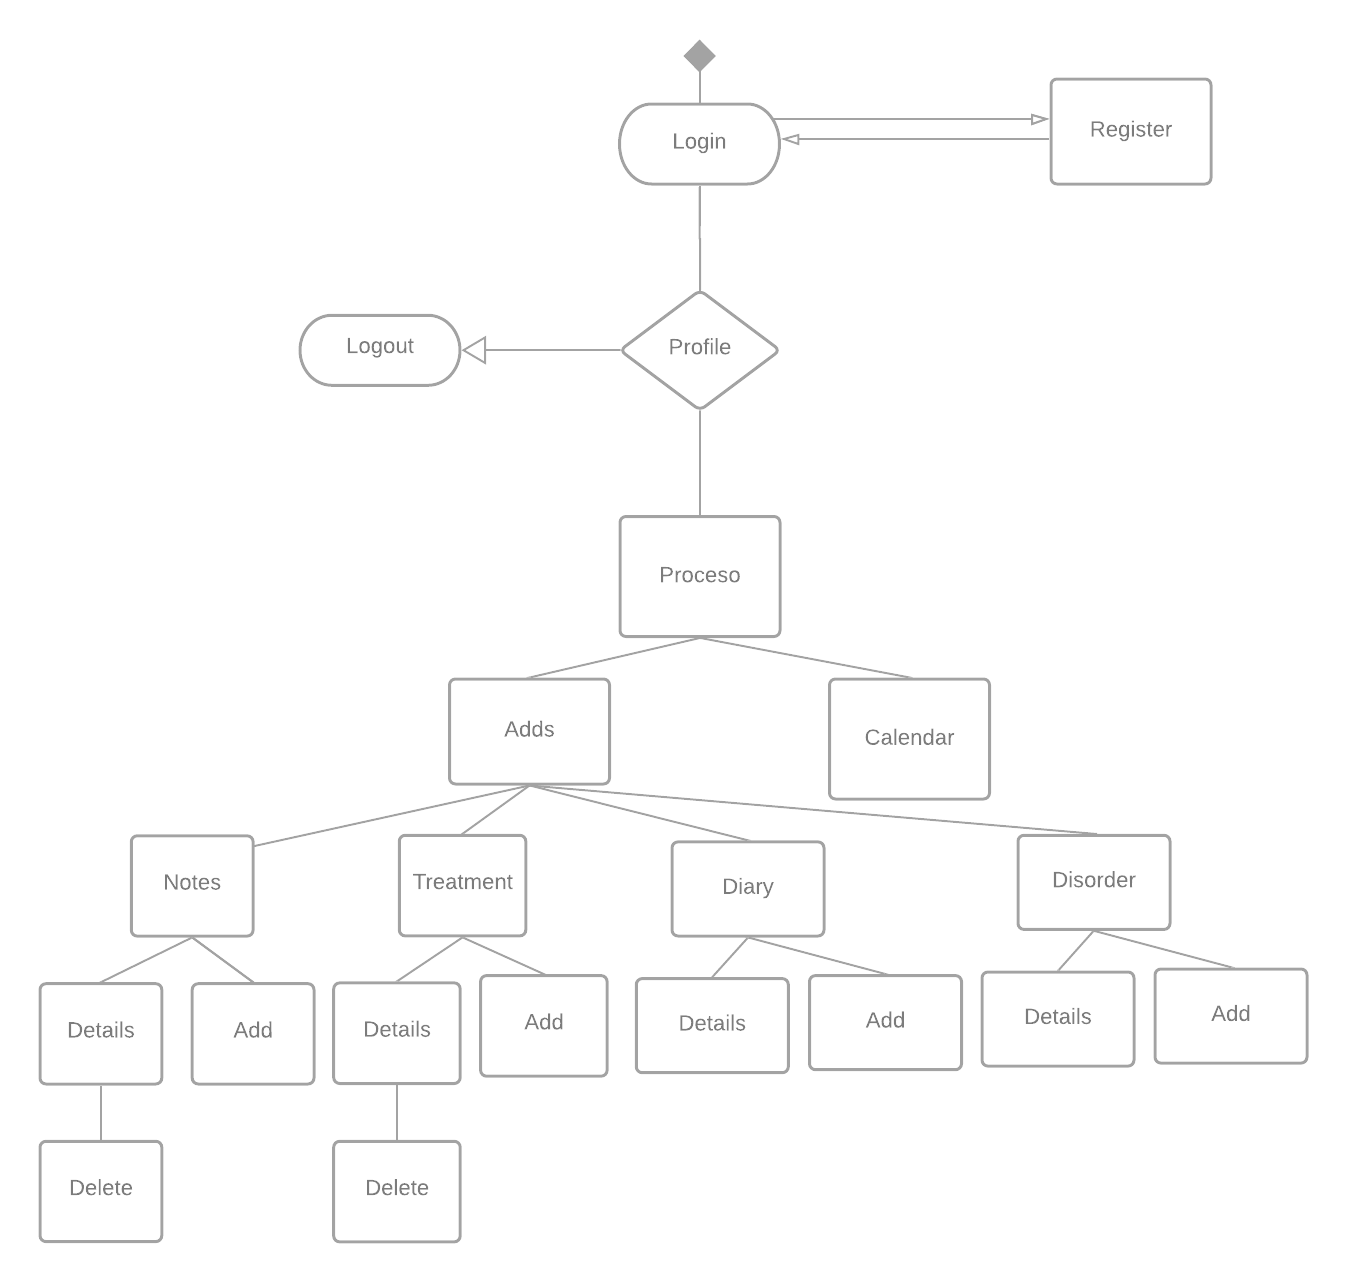 Login
Register
Logout
Profile
Proceso
Adds
Calendar
Notes
Treatment
Diary
Disorder
Details
Add
Details
Add
Details
Add
Details
Add
Delete
Delete